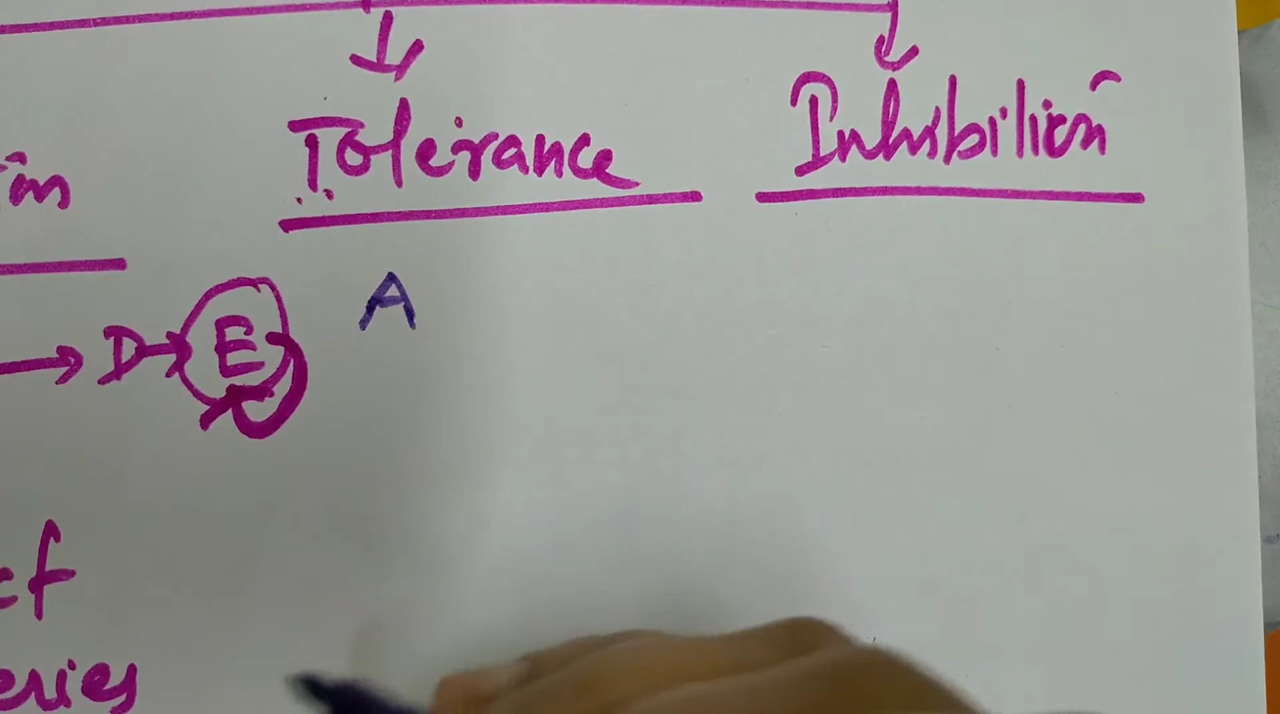 Tolerance Inhibition
A
→ D → E